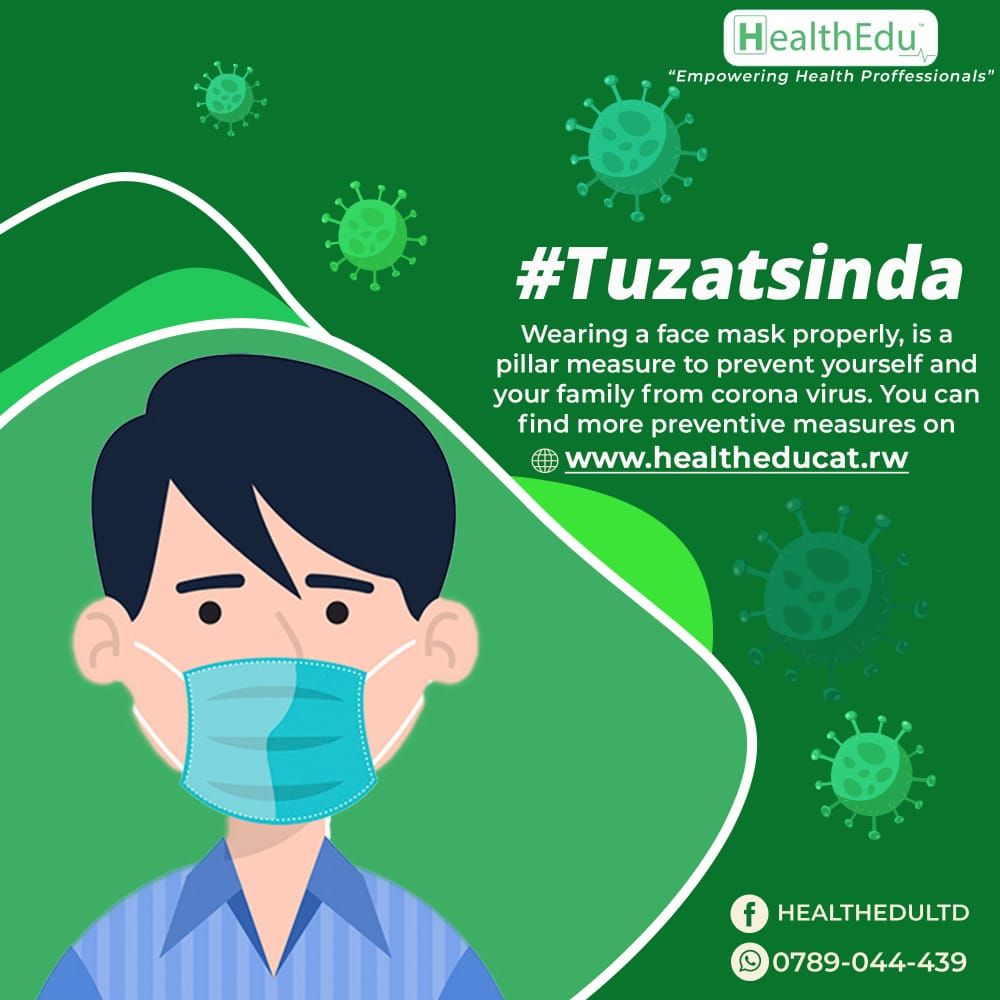 HealthEdu™
“Empowering Health Proffessionals”
#Tuzatsinda
Wearing a face mask properly, is a
pillar measure to prevent yourself and
your family from corona virus. You can
find more preventive measures on
www.healtheducat.rw
HEALTHEDULTD
0789-044-439